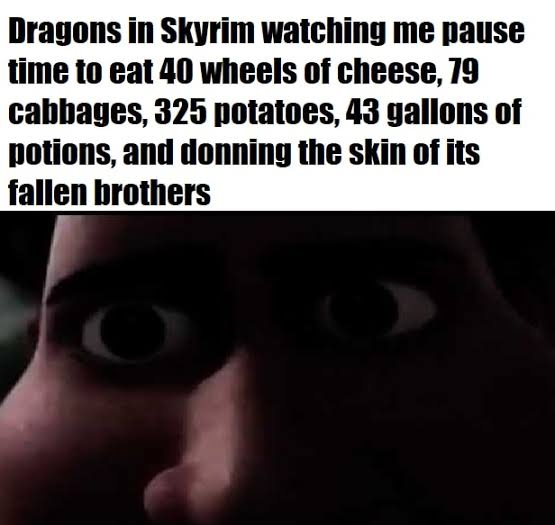 Dragons in Skyrim watching me pause
time to eat 40 wheels of cheese, 79
cabbages, 325 potatoes, 43 gallons of
potions, and donning the skin of its
fallen brothers